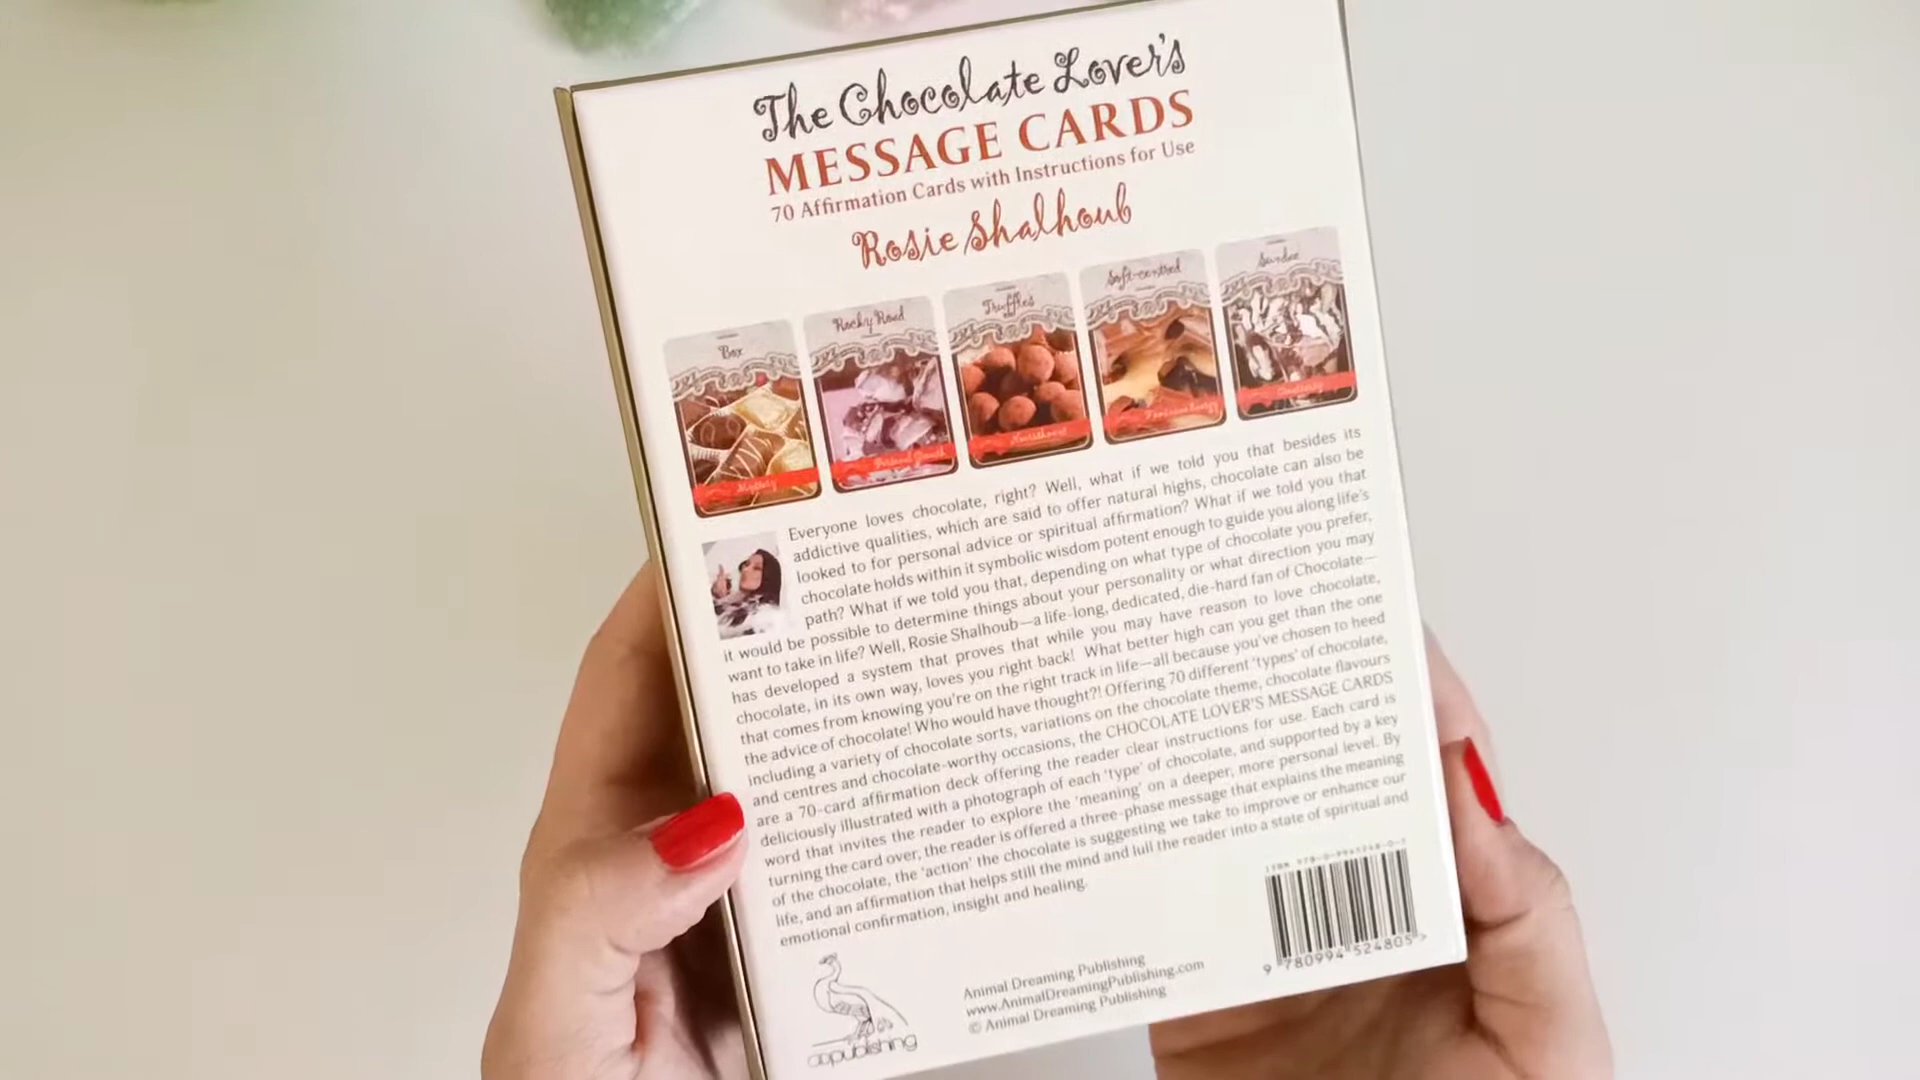 The Chocolate Lover's
MESSAGE CARDS
70 Affirmation Cards with Instructions for Use
Rosie Shalhoub
Box
Rocky Road
Truffles
Soft-centred
Sundae
Mystery
Personal Growth
Nourishment
Feminine Energy
Everyone loves chocolate, right? Well, what if we told you that besides its
addictive qualities, which are said to offer natural highs, chocolate can also be
looked to for personal advice or spiritual affirmation? What if we told you that
chocolate holds within it symbolic wisdom potent enough to guide you along life's
path? What if we told you that, depending on what type of chocolate you prefer,
it would be possible to determine things about your personality or what direction you may
want to take in life? Well, Rosie Shalhoub—a life-long, dedicated, die-hard fan of Chocolate—
has developed a system that proves that while you may have reason to love chocolate,
chocolate, in its own way, loves you right back! What better high can you get than the one
that comes from knowing you're on the right track in life—all because you've chosen to heed
the advice of chocolate! Who would have thought?! Offering 70 different 'types' of chocolate,
including a variety of chocolate sorts, variations on the chocolate theme, chocolate flavours
and centres and chocolate-worthy occasions, the CHOCOLATE LOVER'S MESSAGE CARDS
are a 70-card affirmation deck offering the reader clear instructions for use. Each card is
deliciously illustrated with a photograph of each 'type' of chocolate, and supported by a key
word that invites the reader to explore the 'meaning' on a deeper, more personal level. By
turning the card over, the reader is offered a three-phase message that explains the meaning
of the chocolate, the 'action' the chocolate is suggesting we take to improve or enhance our
life, and an affirmation that helps still the mind and lull the reader into a state of spiritual and
emotional confirmation, insight and healing.
ISBN 978-0-9945248-0-5
9 780994 524805 >
Animal Dreaming Publishing
www.AnimalDreamingPublishing.com
© Animal Dreaming Publishing
adpublishing